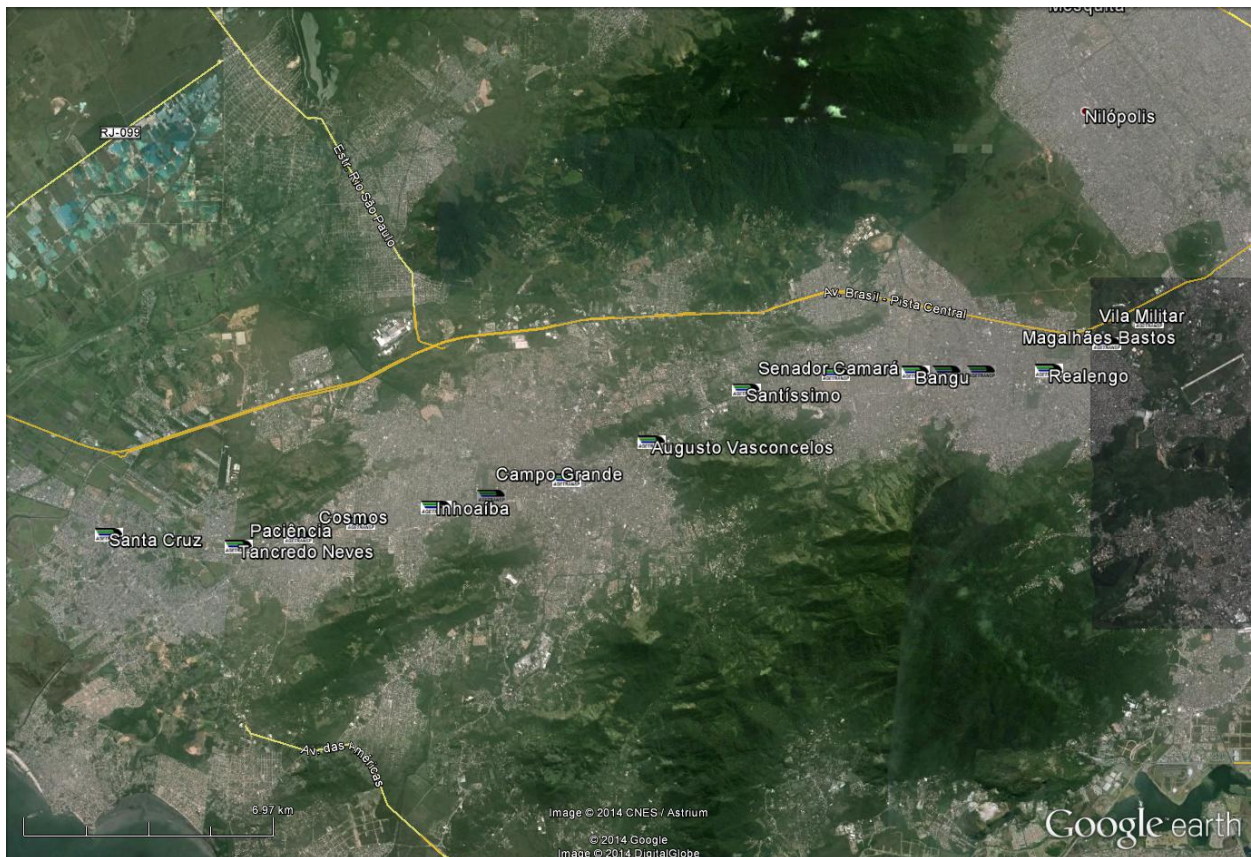 Mesquita
Nilópolis
RJ-099
Estr. Rio São Paulo
Av. Brasil - Pista Central
Vila Militar
Magalhães Bastos
Senador Camará
Bangu
Realengo
Santíssimo
Augusto Vasconcelos
Campo Grande
Inhoaíba
Cosmos
Paciência
Santa Cruz
Tancredo Neves
Av. das Américas
6.97 km
Image © 2014 CNES / Astrium
© 2014 Google
Image © 2014 DigitalGlobe
Google earth